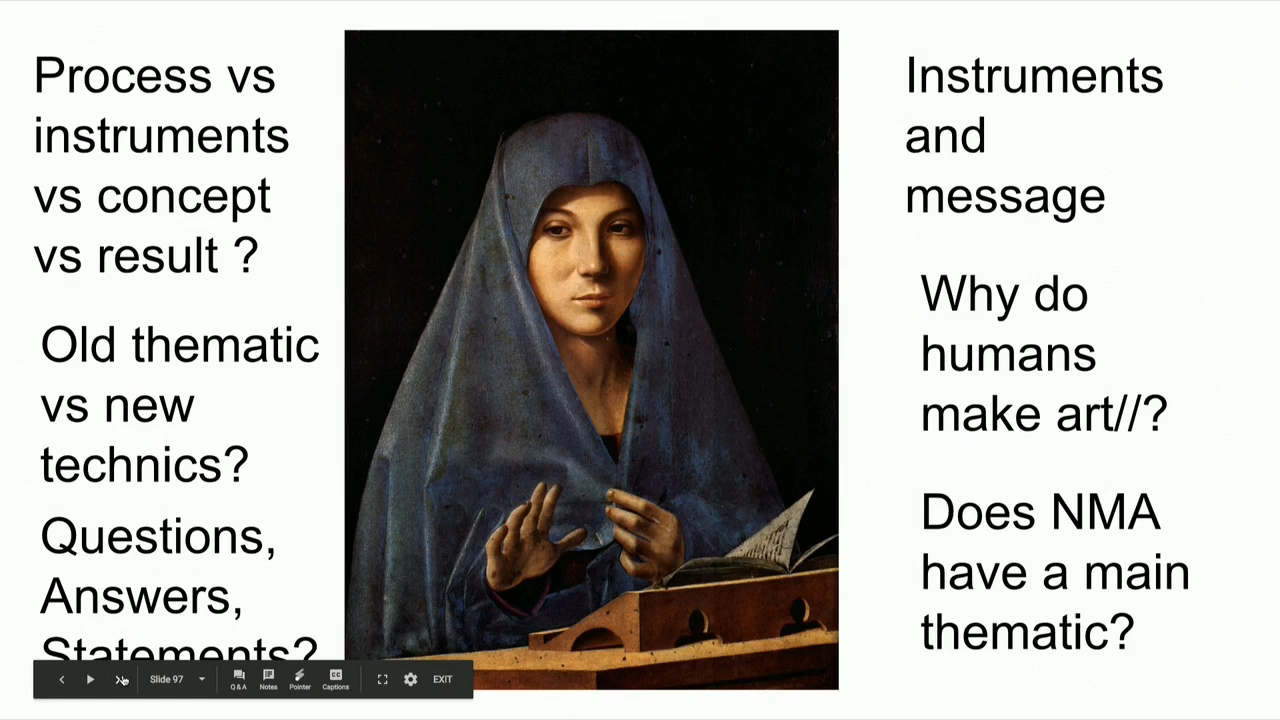 Process vs
instruments
vs concept
vs result ?
Old thematic
vs new
technics?
Questions,
Answers,
Statements?
Instruments
and
message
Why do
humans
make art//?
Does NMA
have a main
thematic?
Slide 97
Q & A
Notes
Pointer
CC
Captions
EXIT